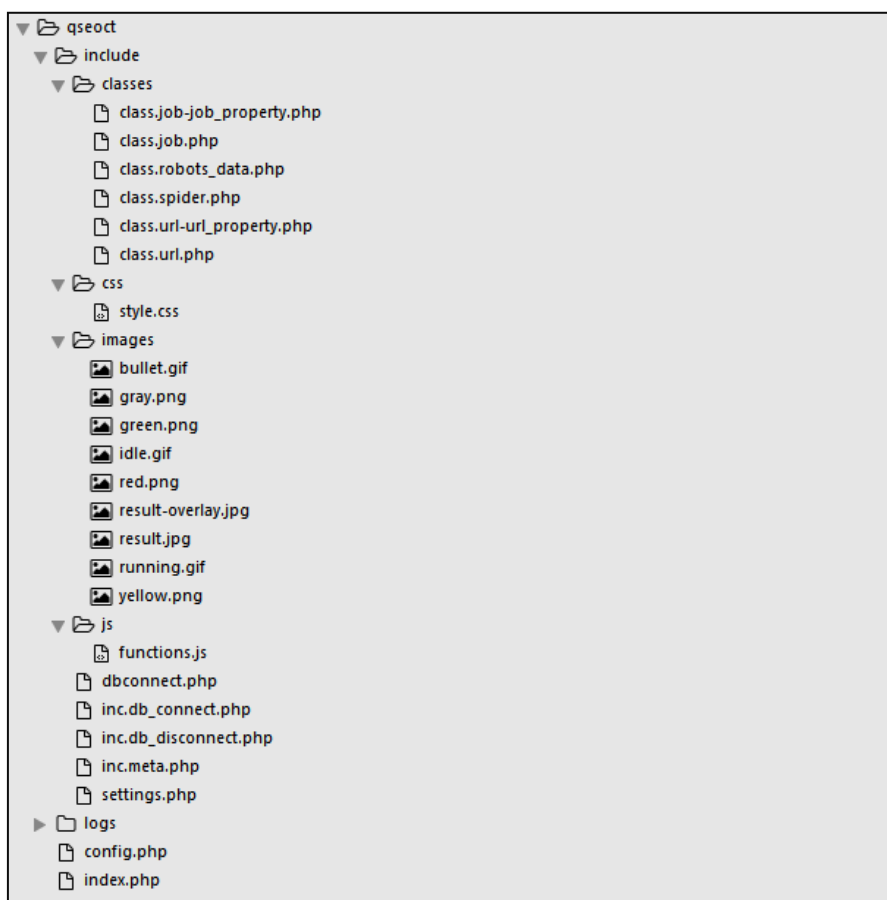 qseoct
include
classes
class.job-job_property.php
class.job.php
class.robots_data.php
class.spider.php
class.url-url_property.php
class.url.php
css
style.css
images
bullet.gif
gray.png
green.png
idle.gif
red.png
result-overlay.jpg
result.jpg
running.gif
yellow.png
js
functions.js
dbconnect.php
inc.db_connect.php
inc.db_disconnect.php
inc.meta.php
settings.php
logs
config.php
index.php